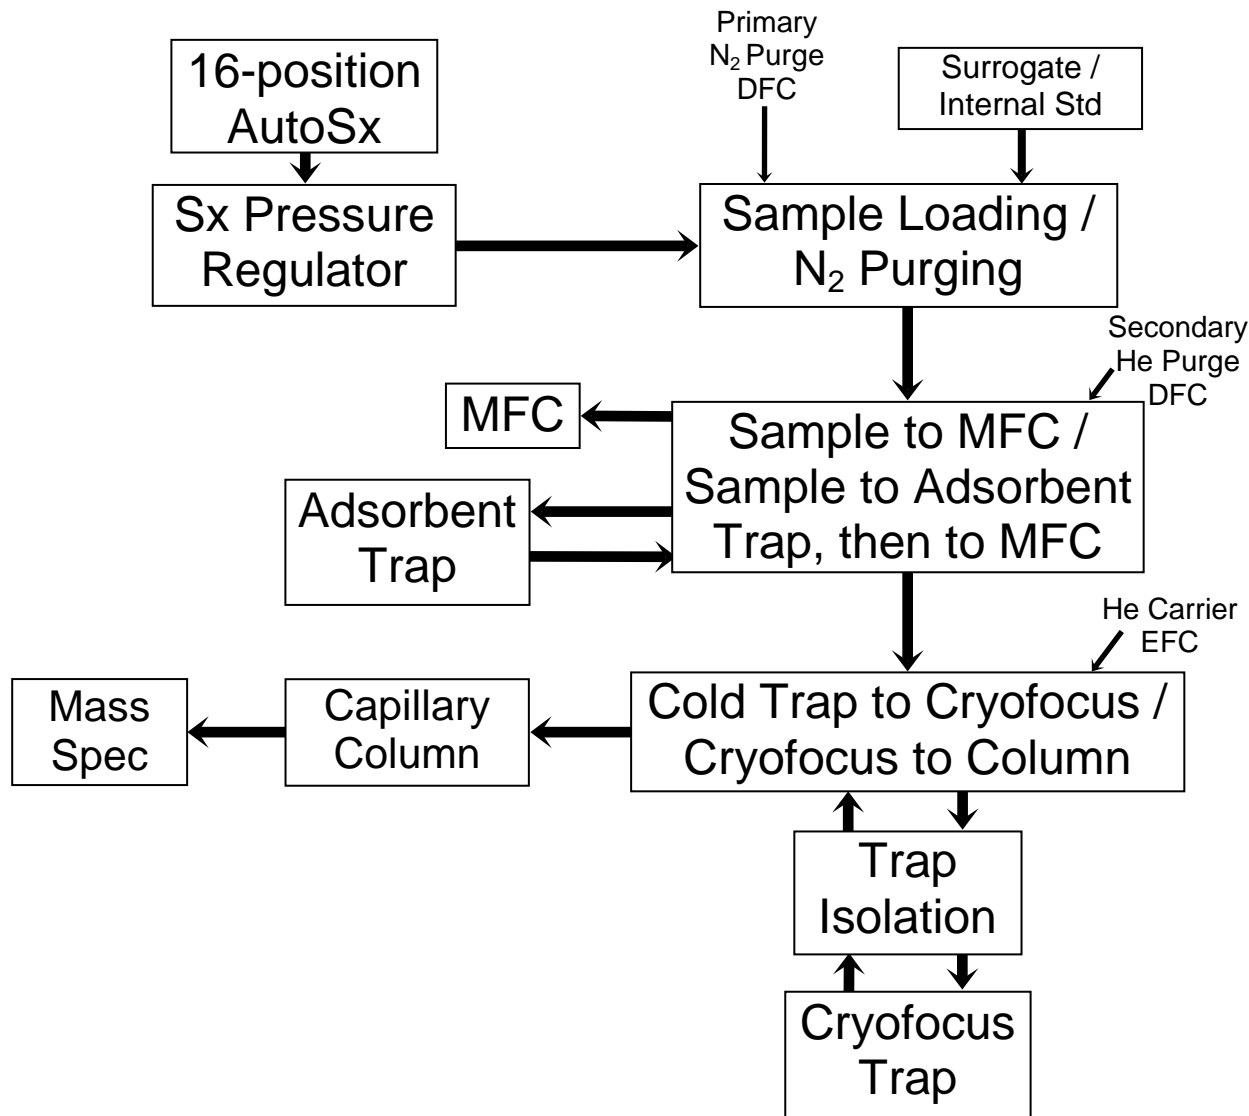 16-position
AutoSx
Primary
N₂ Purge
DFC
Surrogate /
Internal Std
Sx Pressure
Regulator
Sample Loading /
N₂ Purging
Secondary
He Purge
DFC
MFC
Sample to MFC /
Sample to Adsorbent
Trap, then to MFC
Adsorbent
Trap
He Carrier
EFC
Mass
Spec
Capillary
Column
Cold Trap to Cryofocus /
Cryofocus to Column
Trap
Isolation
Cryofocus
Trap